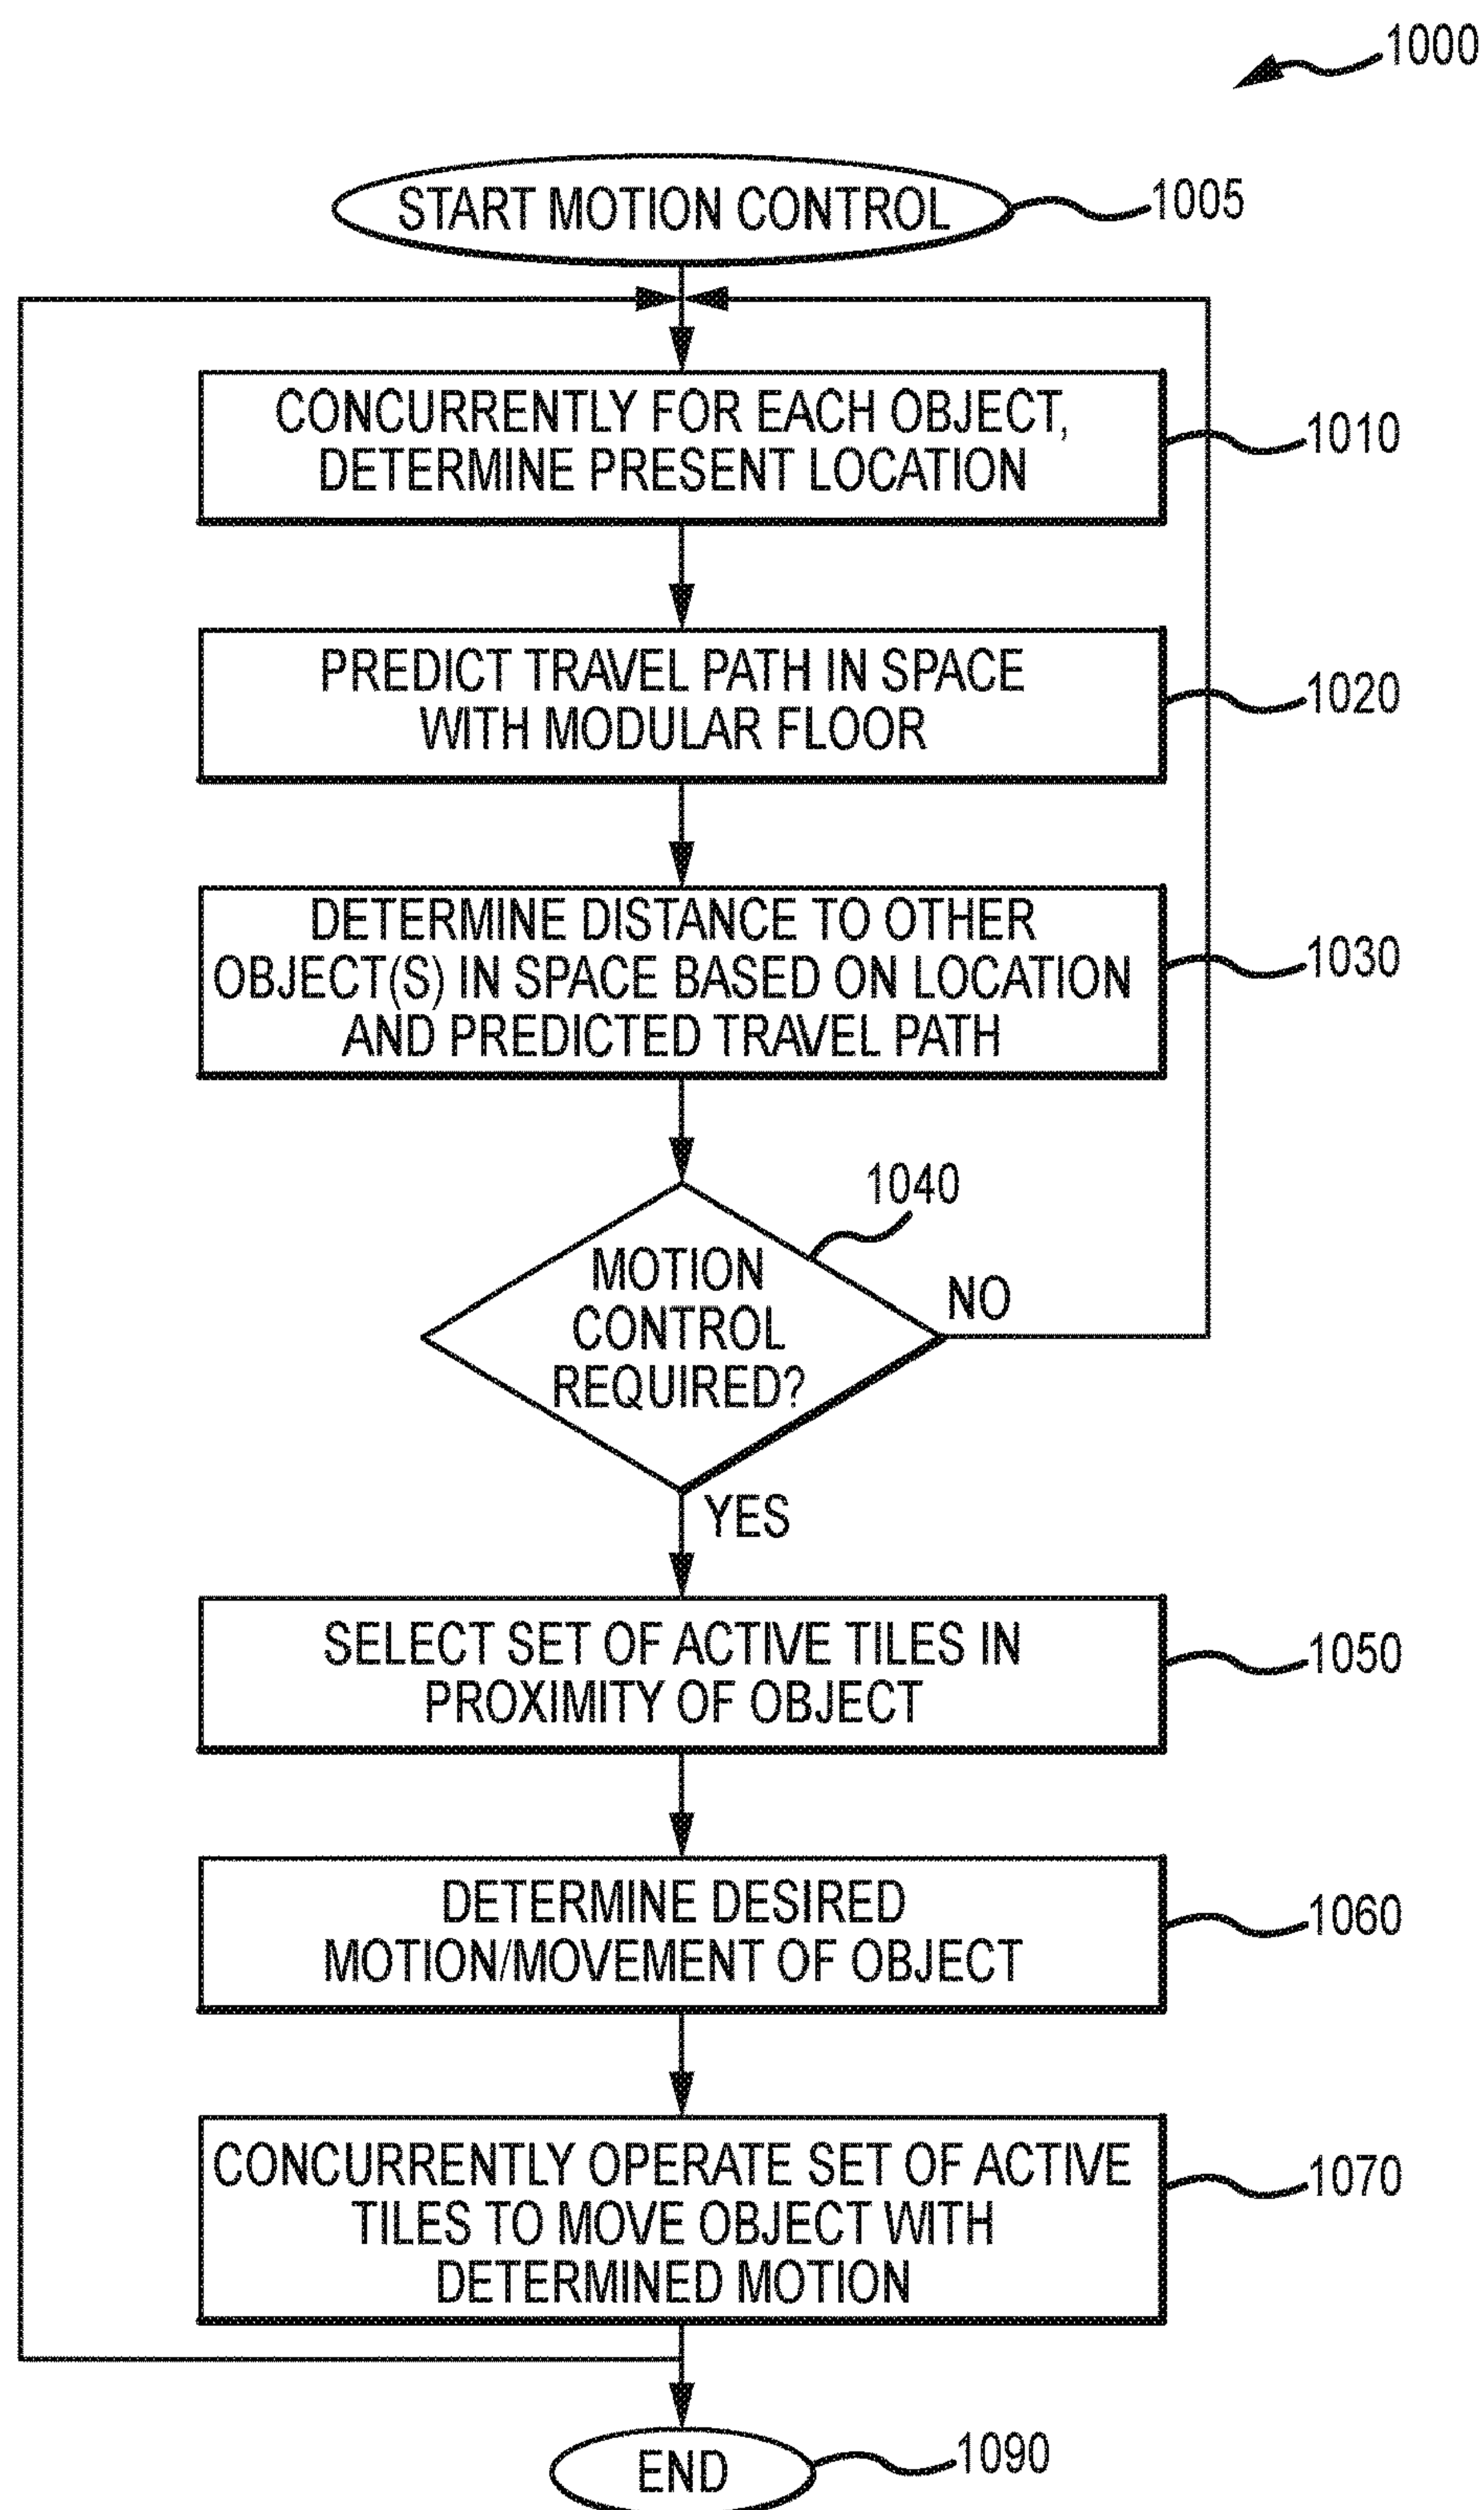 1000
START MOTION CONTROL
1005
CONCURRENTLY FOR EACH OBJECT,
DETERMINE PRESENT LOCATION
1010
PREDICT TRAVEL PATH IN SPACE
WITH MODULAR FLOOR
1020
DETERMINE DISTANCE TO OTHER
OBJECT(S) IN SPACE BASED ON LOCATION
AND PREDICTED TRAVEL PATH
1030
1040
MOTION
CONTROL
REQUIRED?
NO
YES
SELECT SET OF ACTIVE TILES IN
PROXIMITY OF OBJECT
1050
DETERMINE DESIRED
MOTION/MOVEMENT OF OBJECT
1060
CONCURRENTLY OPERATE SET OF ACTIVE
TILES TO MOVE OBJECT WITH
DETERMINED MOTION
1070
END
1090